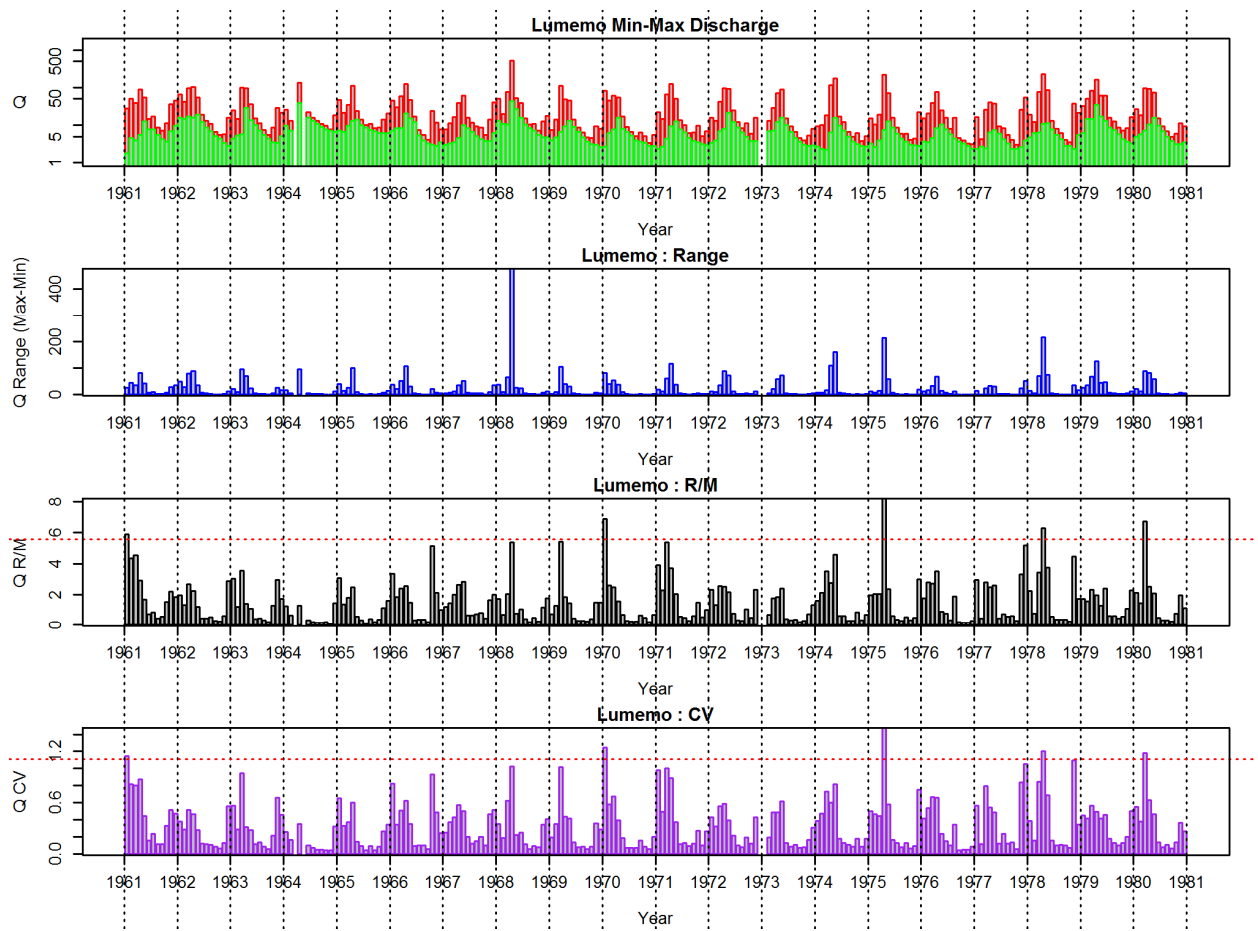 Lumemo Min-Max Discharge
Q
500
50
5
1
1961 1962 1963 1964 1965 1966 1967 1968 1969 1970 1971 1972 1973 1974 1975 1976 1977 1978 1979 1980 1981
Year
Lumemo : Range
Q Range (Max-Min)
400
200
0
1961 1962 1963 1964 1965 1966 1967 1968 1969 1970 1971 1972 1973 1974 1975 1976 1977 1978 1979 1980 1981
Year
Lumemo : R/M
Q R/M
8
6
4
2
0
1961 1962 1963 1964 1965 1966 1967 1968 1969 1970 1971 1972 1973 1974 1975 1976 1977 1978 1979 1980 1981
Year
Lumemo : CV
Q CV
1.2
0.6
0.0
1961 1962 1963 1964 1965 1966 1967 1968 1969 1970 1971 1972 1973 1974 1975 1976 1977 1978 1979 1980 1981
Year